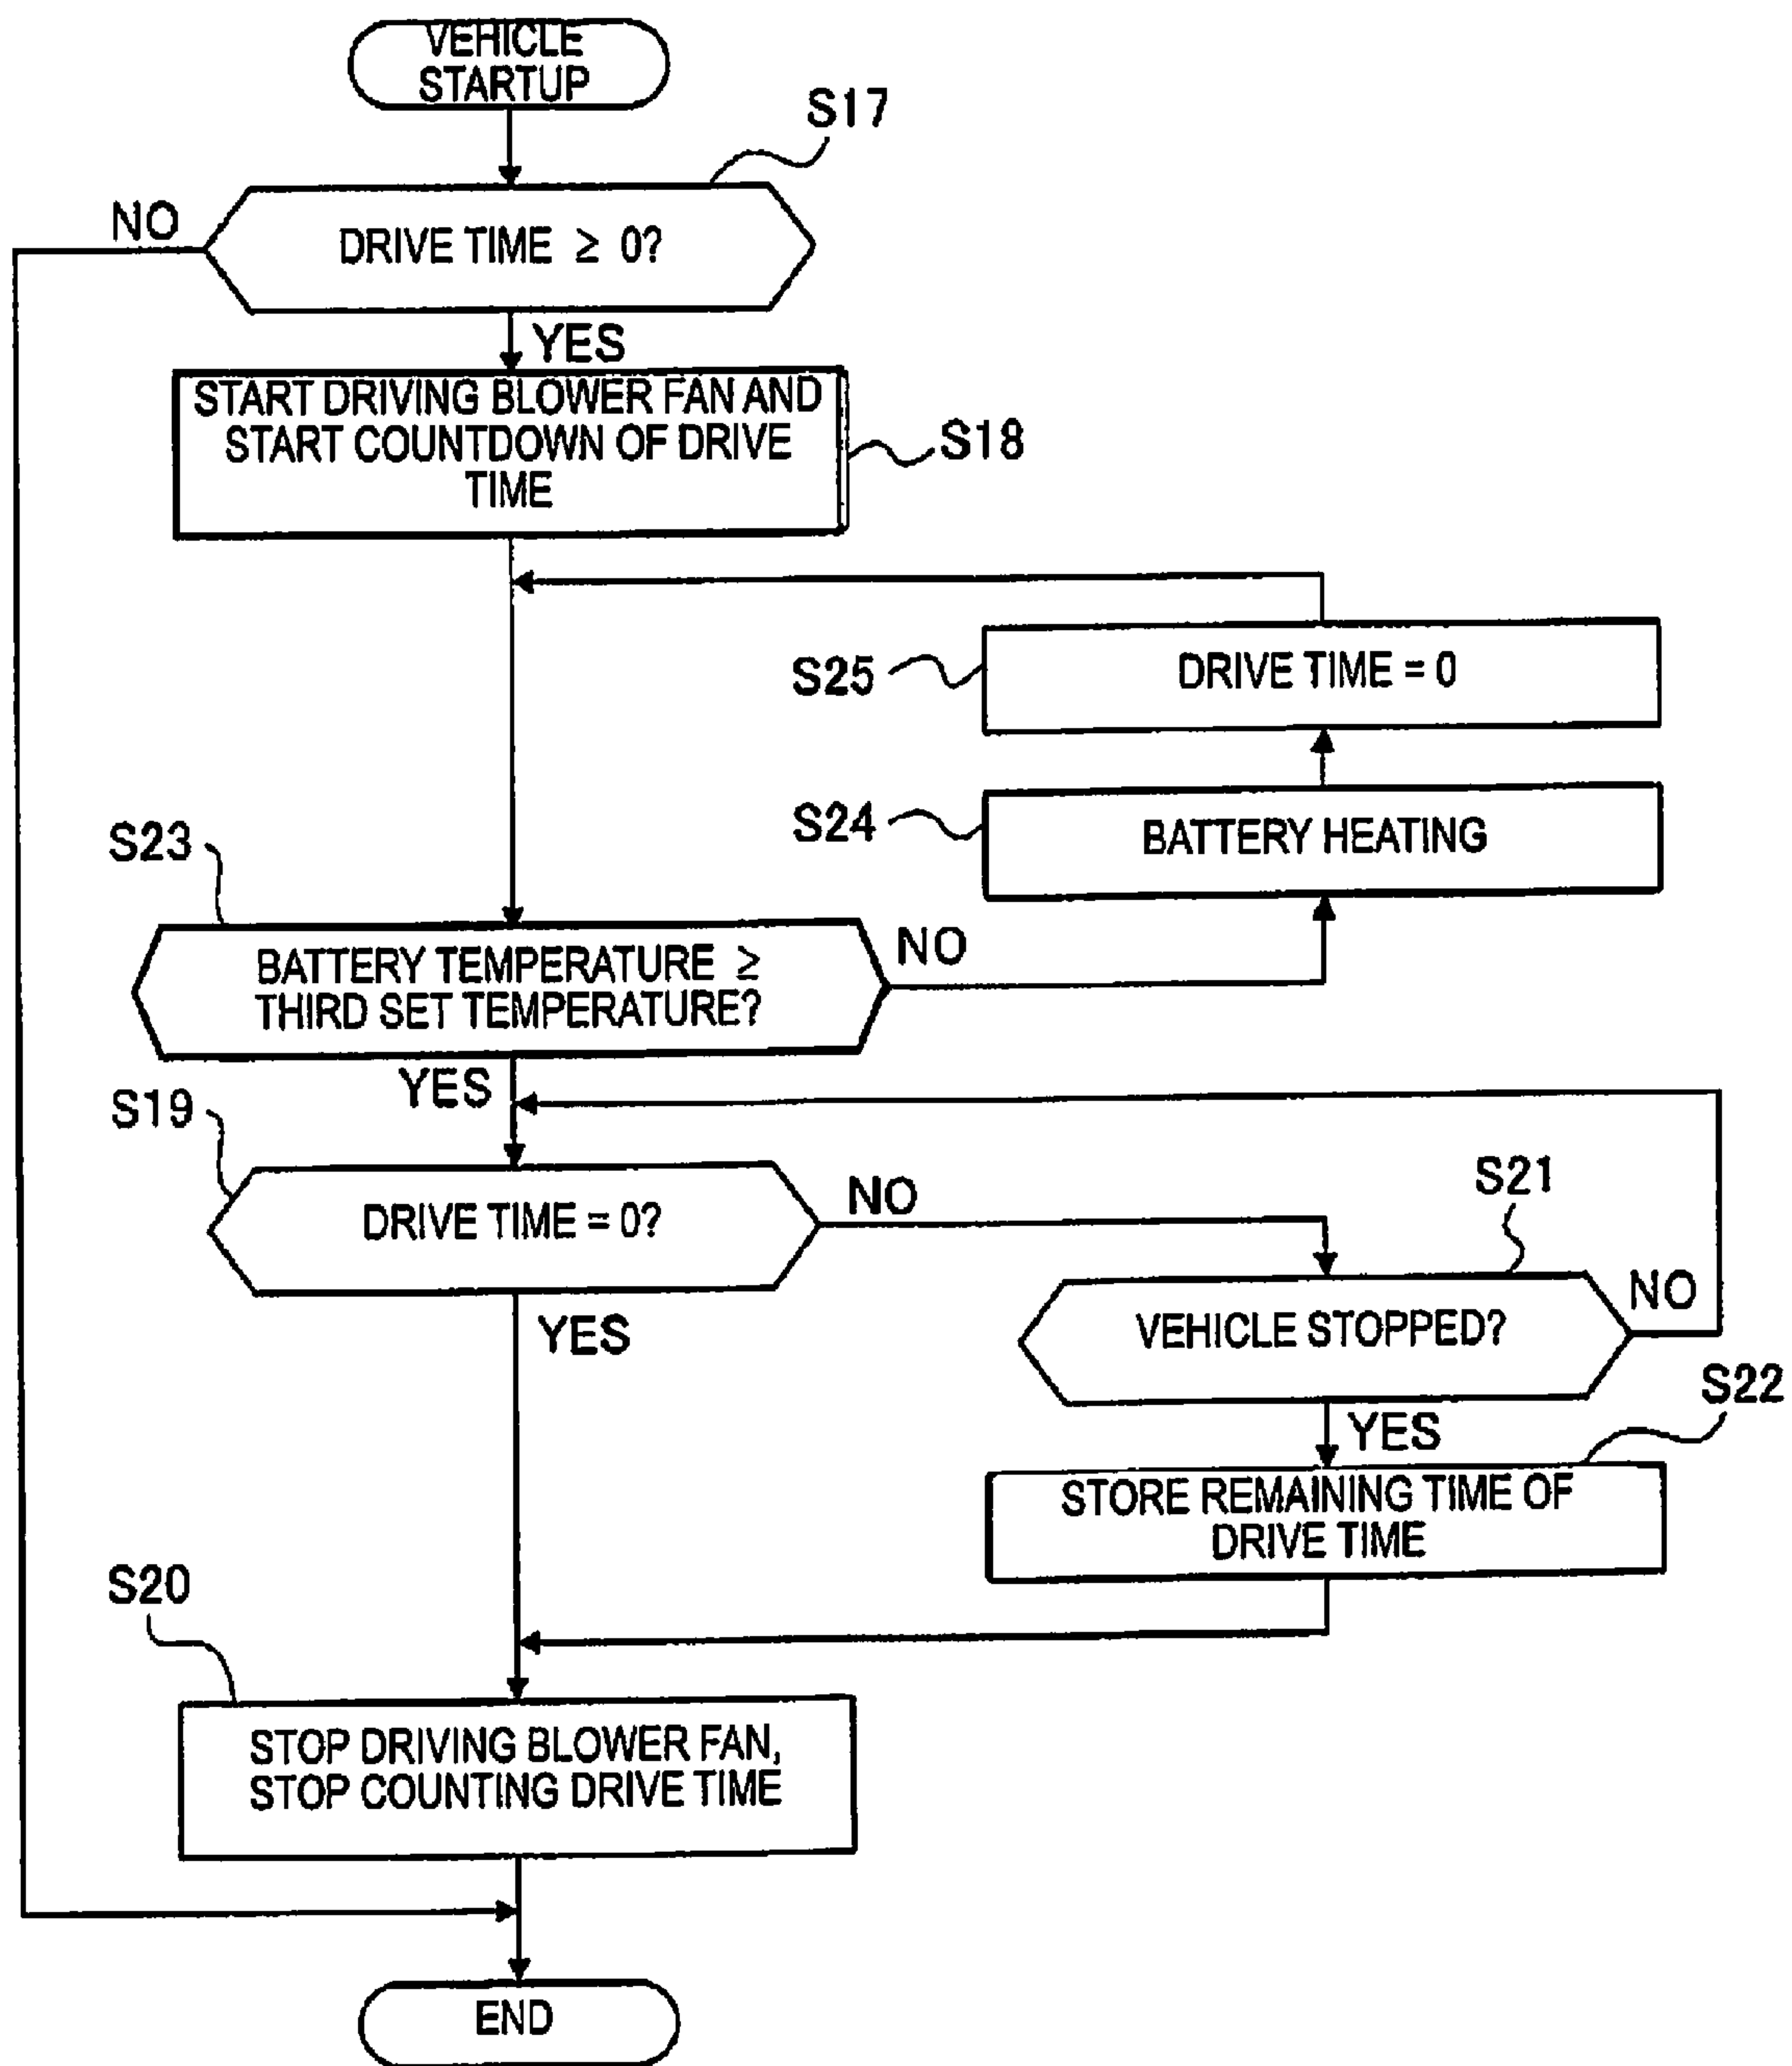 VEHICLE
STARTUP
S17
NO
DRIVE TIME ≥ 0?
YES
START DRIVING BLOWER FAN AND
START COUNTDOWN OF DRIVE
TIME
S18
S25
DRIVE TIME = 0
S24
BATTERY HEATING
S23
BATTERY TEMPERATURE ≥
THIRD SET TEMPERATURE?
NO
YES
S19
DRIVE TIME = 0?
NO
YES
S21
VEHICLE STOPPED?
NO
YES
S22
STORE REMAINING TIME OF
DRIVE TIME
S20
STOP DRIVING BLOWER FAN,
STOP COUNTING DRIVE TIME
END